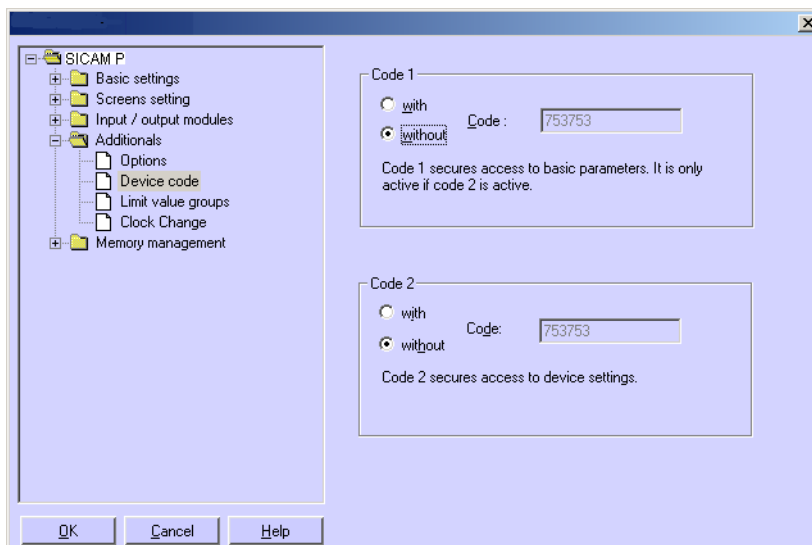 SICAM P
Basic settings
Screens setting
Input / output modules
Additionals
Options
Device code
Limit value groups
Clock Change
Memory management
OK Cancel Help
Code 1
with
without
Code :
753753
Code 1 secures access to basic parameters. It is only
active if code 2 is active.
Code 2
with
without
Code:
753753
Code 2 secures access to device settings.